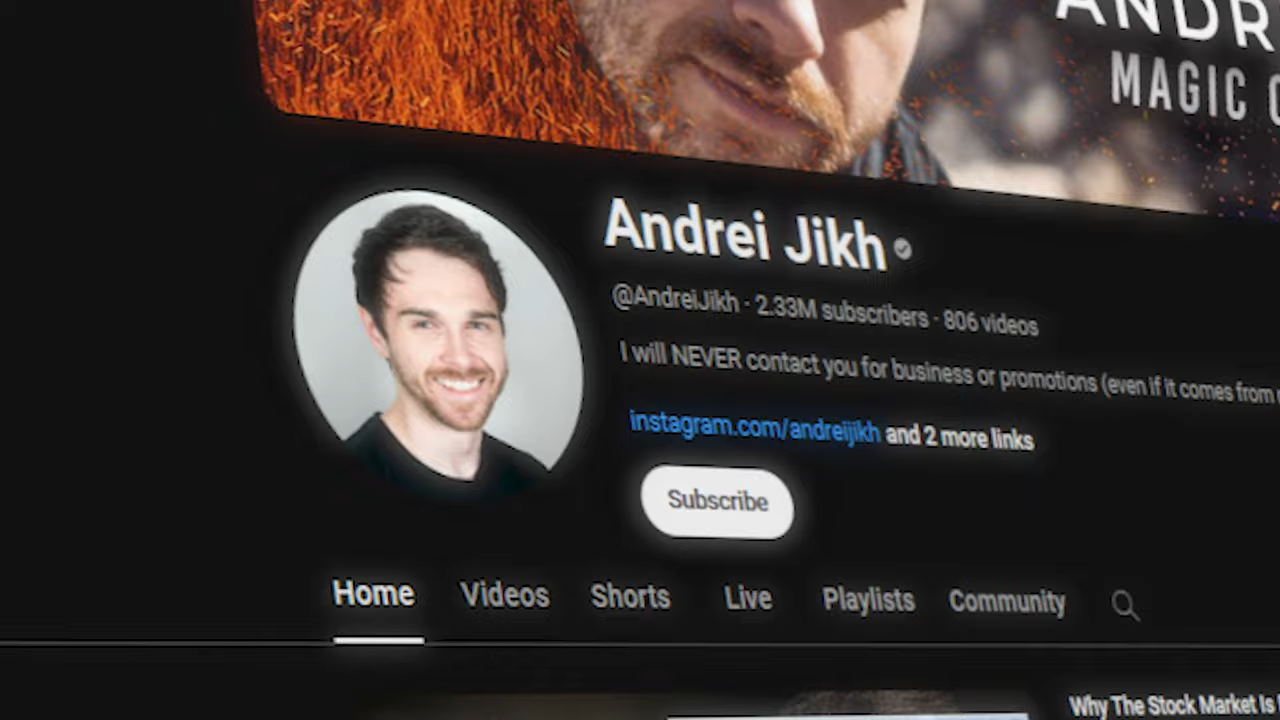 ANDR
MAGIC
Andrei Jikh
@AndreiJikh · 2.33M subscribers · 806 videos
I will NEVER contact you for business or promotions (even if it comes from
instagram.com/andreijikh and 2 more links
Subscribe
Home Videos Shorts Live Playlists Community
Why The Stock Market Is